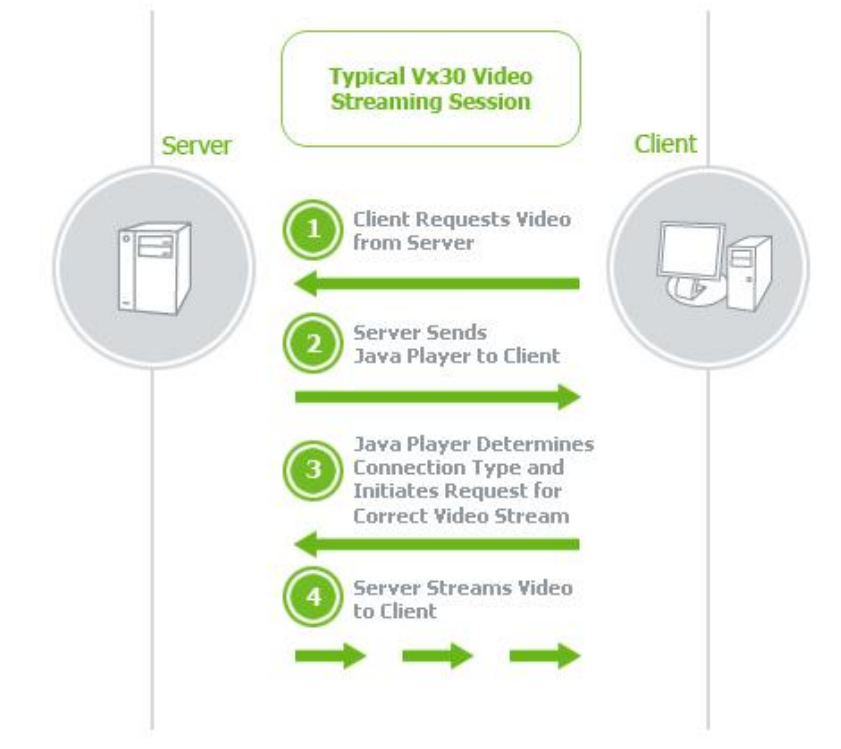 Typical Vx30 Video
Streaming Session
Server
Client
1
Client Requests Video
from Server
2
Server Sends
Java Player to Client
3
Java Player Determines
Connection Type and
Initiates Request for
Correct Video Stream
4
Server Streams Video
to Client